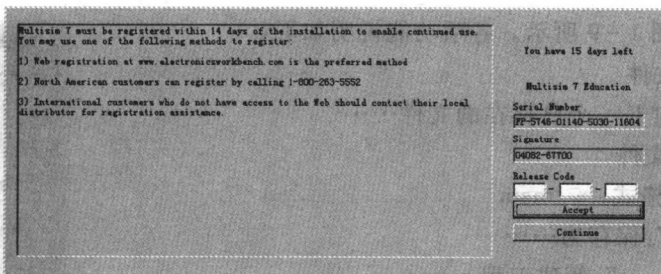 Multisim 7 must be registered within 14 days of the installation to enable continued use.
You may use one of the following methods to register:
1) Web registration at www.electronicsworkbench.com is the preferred method
2) North American customers can register by calling 1-800-263-5552
3) International customers who do not have access to the Web should contact their local
distributor for registration assistance.
You have 15 days left
Multisim 7 Education
Serial Number
PP-5746-01140-5030-11604
Signature
04082-67T00
Release Code
- -
Accept
Continue